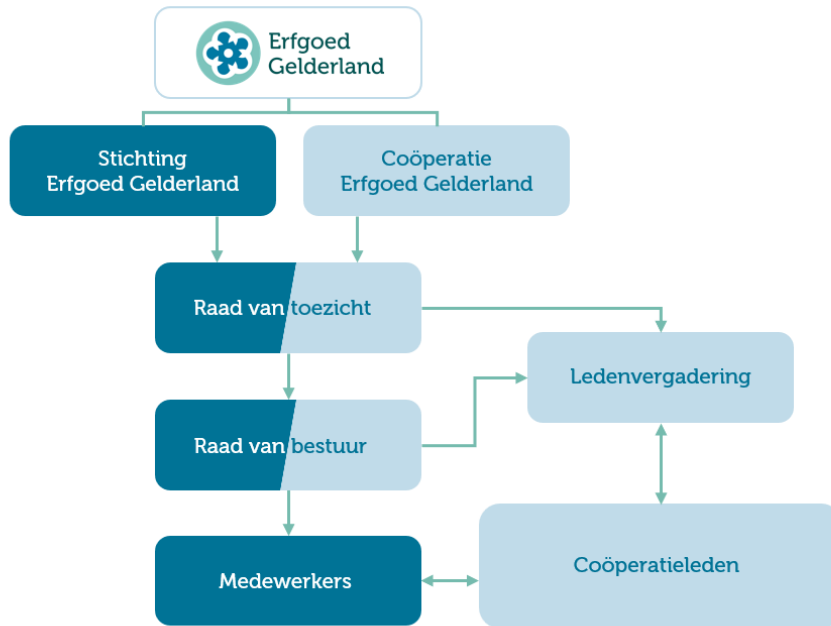 Erfgoed
Gelderland
Stichting
Erfgoed Gelderland
Coöperatie
Erfgoed Gelderland
Raad van toezicht
Ledenvergadering
Raad van bestuur
Medewerkers
Coöperatieleden